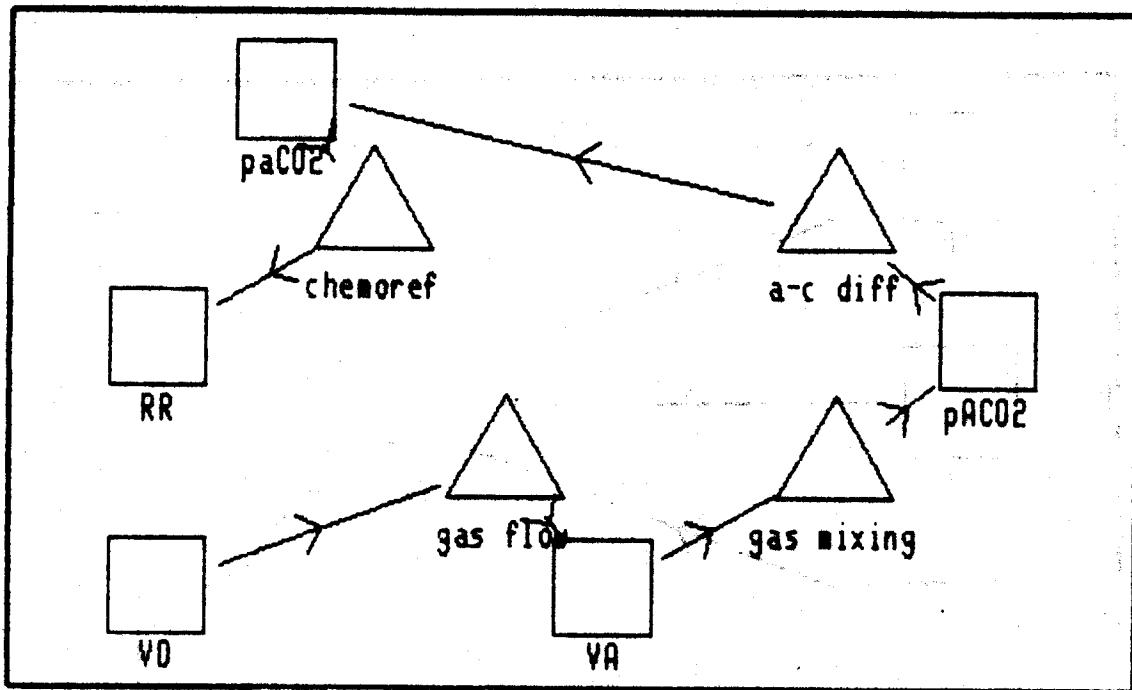 paCO2
chemoref
a-c diff
RR
pACO2
gas flow
gas mixing
VD
VA